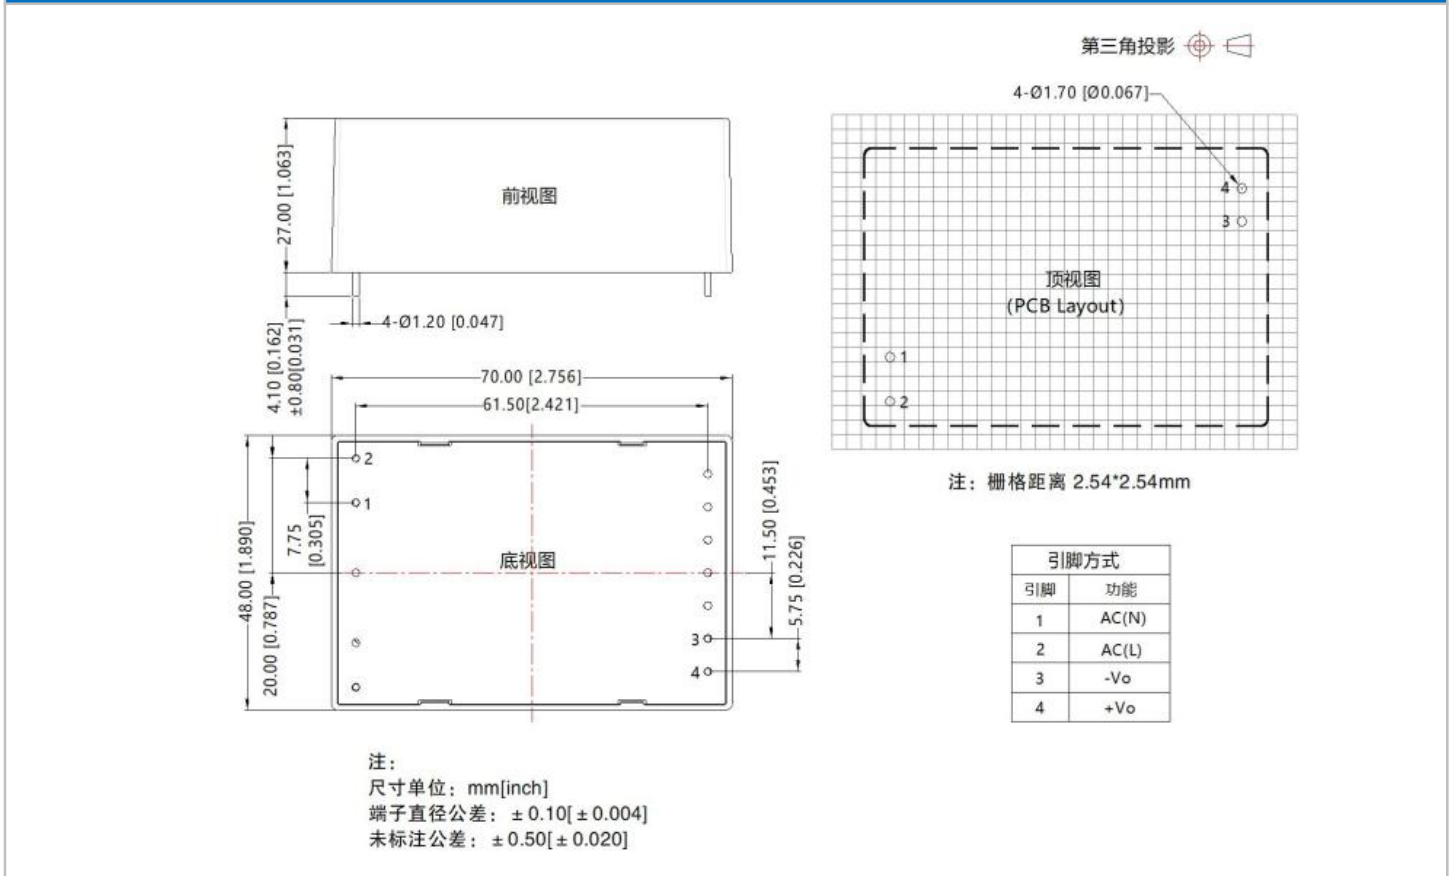 第三角投影
4-Ø1.70 [Ø0.067]
27.00 [1.063]
前视图
4
3
顶视图
(PCB Layout)
4-Ø1.20 [0.047]
4.10 [0.162]
±0.80[0.031]
1
2
70.00 [2.756]
61.50[2.421]
2
1
7.75
[0.305]
48.00 [1.890]
20.00 [0.787]
底视图
3
4
11.50 [0.453]
5.75 [0.226]
注：栅格距离 2.54*2.54mm
引脚方式
引脚 功能
1 AC(N)
2 AC(L)
3 -Vo
4 +Vo
注：
尺寸单位：mm[inch]
端子直径公差：±0.10[±0.004]
未标注公差：±0.50[±0.020]